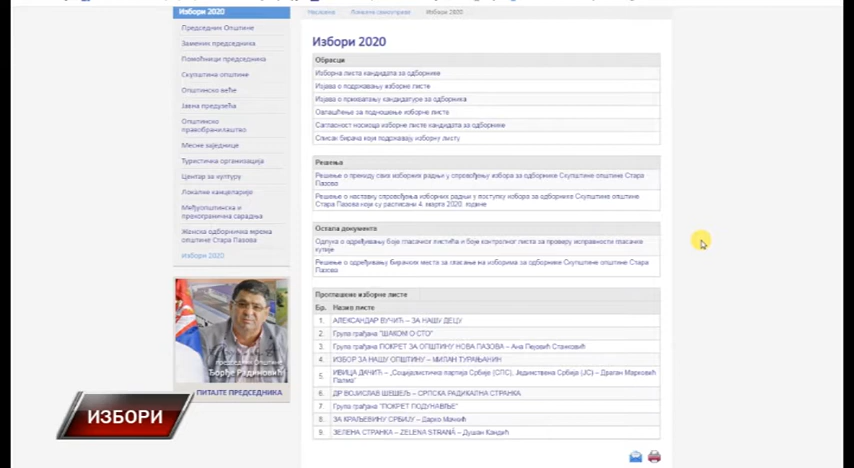 Избори 2020
Председник Општине
Заменик председника
Помоћници председника
Скупштина општине
Општинско веће
Јавна предузећа
Општинско
правобранилаштво
Месне заједнице
Туристичка организација
Центар за културу
Локалне канцеларије
Међуопштинска и
прекогранична сарадња
Женска одборничка мрежа
општине Стара Пазова
Избори 2020
председник општине
Ђорђе Радиновић
ПИТАЈТЕ ПРЕДСЕДНИКА
ИЗБОРИ
Насловна Локална самоуправа Избори 2020
Избори 2020
Обрасци
Изборна листа кандидата за одборнике
Изјава о подржавању изборне листе
Изјава о прихватању кандидатуре за одборника
Овлашћење за подношење изборне листе
Сагласност носиоца изборне листе кандидата за одборнике
Списак бирача који подржавају изборну листу
Решења
Решење о прекиду свих изборних радњи у спровођењу избора за одборнике Скупштине општине Стара
Пазова
Решење о наставку спровођења изборних радњи у поступку избора за одборнике Скупштине општине
Стара Пазова који су расписани 4. марта 2020. године
Остала документа
Одлука о одређивању боје гласачког листића и боје контролног листа за проверу исправности гласачке
кутије
Решење о одређивању бирачких места за гласање на изборима за одборнике Скупштине општине Стара
Пазова
Проглашене изборне листе
Бр. Назив листе
1. АЛЕКСАНДАР ВУЧИЋ – ЗА НАШУ ДЕЦУ
2. Група грађана "ШАКОМ О СТО"
3. Група грађана ПОКРЕТ ЗА ОПШТИНУ НОВА ПАЗОВА – Ана Пејовић Станковић
4. ИЗБОР ЗА НАШУ ОПШТИНУ – МИЛАН ТУРАЊАНИН
5. ИВИЦА ДАЧИЋ – „Социјалистичка партија Србије (СПС), Јединствена Србија (ЈС) – Драган Марковић
Палма"
6. ДР ВОЈИСЛАВ ШЕШЕЉ – СРПСКА РАДИКАЛНА СТРАНКА
7. Група грађана "ПОКРЕТ ПОДУНАВЉЕ"
8. ЗА КРАЉЕВИНУ СРБИЈУ – Дарко Мачкић
9. ЗЕЛЕНА СТРАНКА – ZELENA STRANA – Душан Кандић